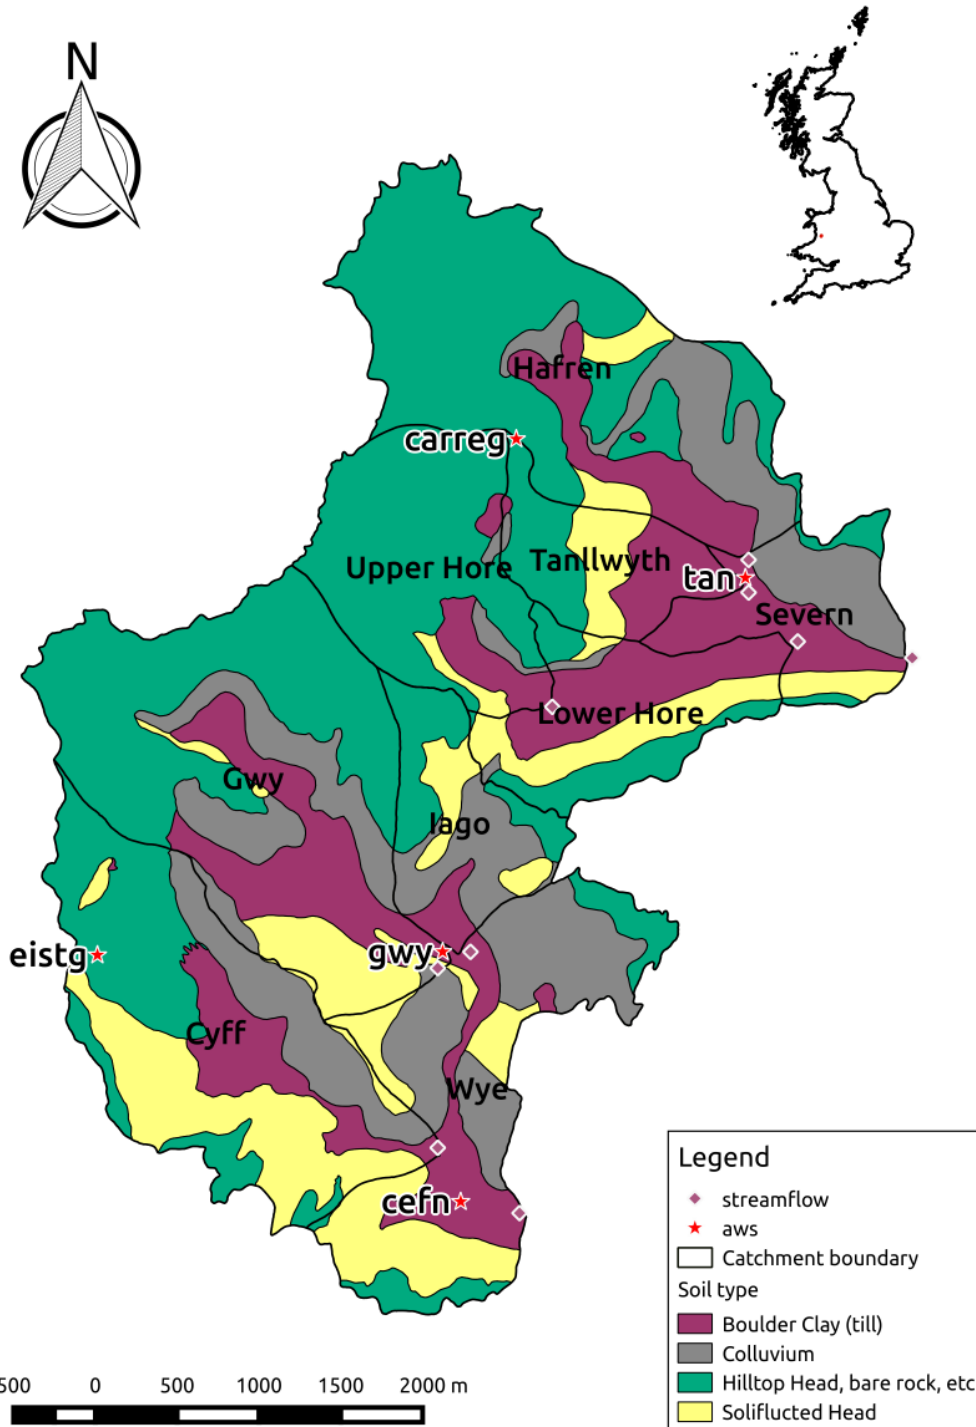 N
Hafren
carreg
Upper Hore
Tanllwyth
tan
Severn
Lower Hore
Gwy
Iago
eistg
gwy
Cyff
Wye
cefn
Legend
streamflow
aws
Catchment boundary
Soil type
Boulder Clay (till)
Colluvium
Hilltop Head, bare rock, etc
Soliflucted Head
500 0 500 1000 1500 2000 m